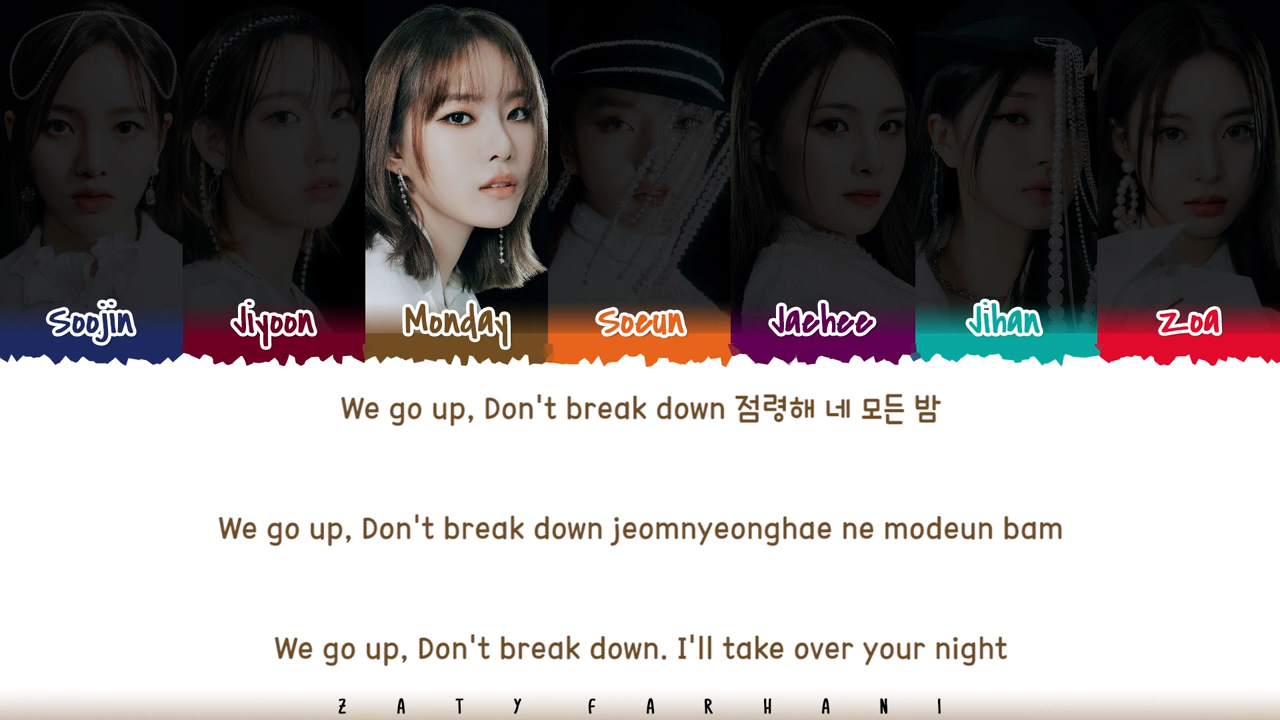 Soojin Jiyoon Monday Soeun Jaehee Jihan Zoa
We go up, Don't break down 점령해 네 모든 밤
We go up, Don't break down jeomnyeonghae ne modeun bam
We go up, Don't break down. I'll take over your night
ZATY FARHANI